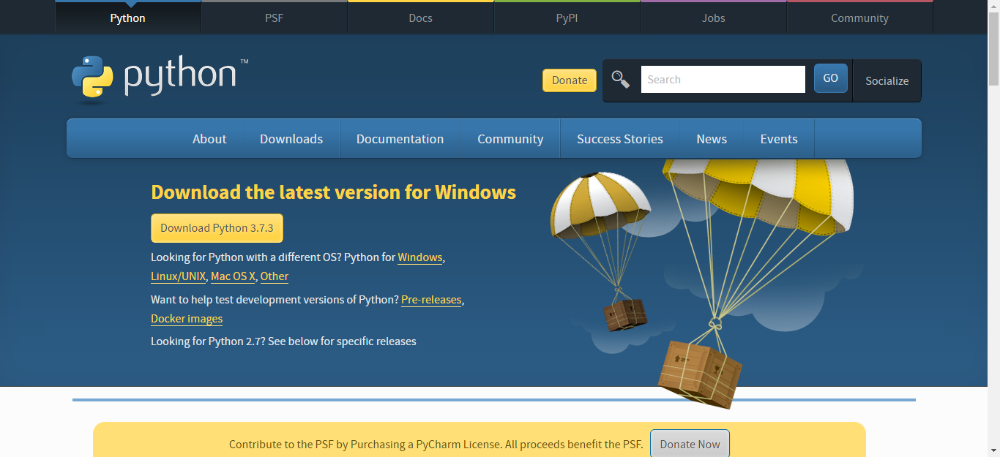 Python PSF Docs PyPI Jobs Community
python™
Donate Search GO Socialize
About Downloads Documentation Community Success Stories News Events
Download the latest version for Windows
Download Python 3.7.3
Looking for Python with a different OS? Python for Windows,
Linux/UNIX, Mac OS X, Other
Want to help test development versions of Python? Pre-releases,
Docker images
Looking for Python 2.7? See below for specific releases
Contribute to the PSF by Purchasing a PyCharm License. All proceeds benefit the PSF. Donate Now